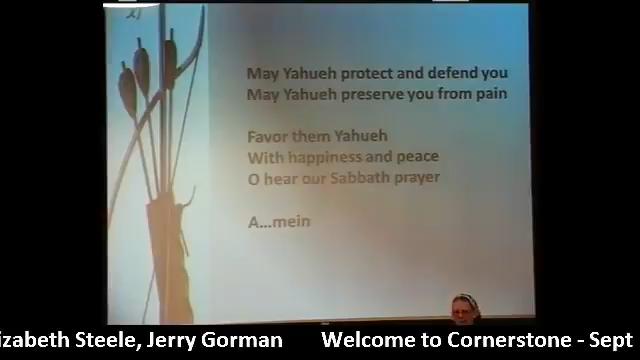 May Yahueh protect and defend you
May Yahueh preserve you from pain
Favor them Yahueh
With happiness and peace
O hear our Sabbath prayer
A...mein
izabeth Steele, Jerry Gorman Welcome to Cornerstone - Sept